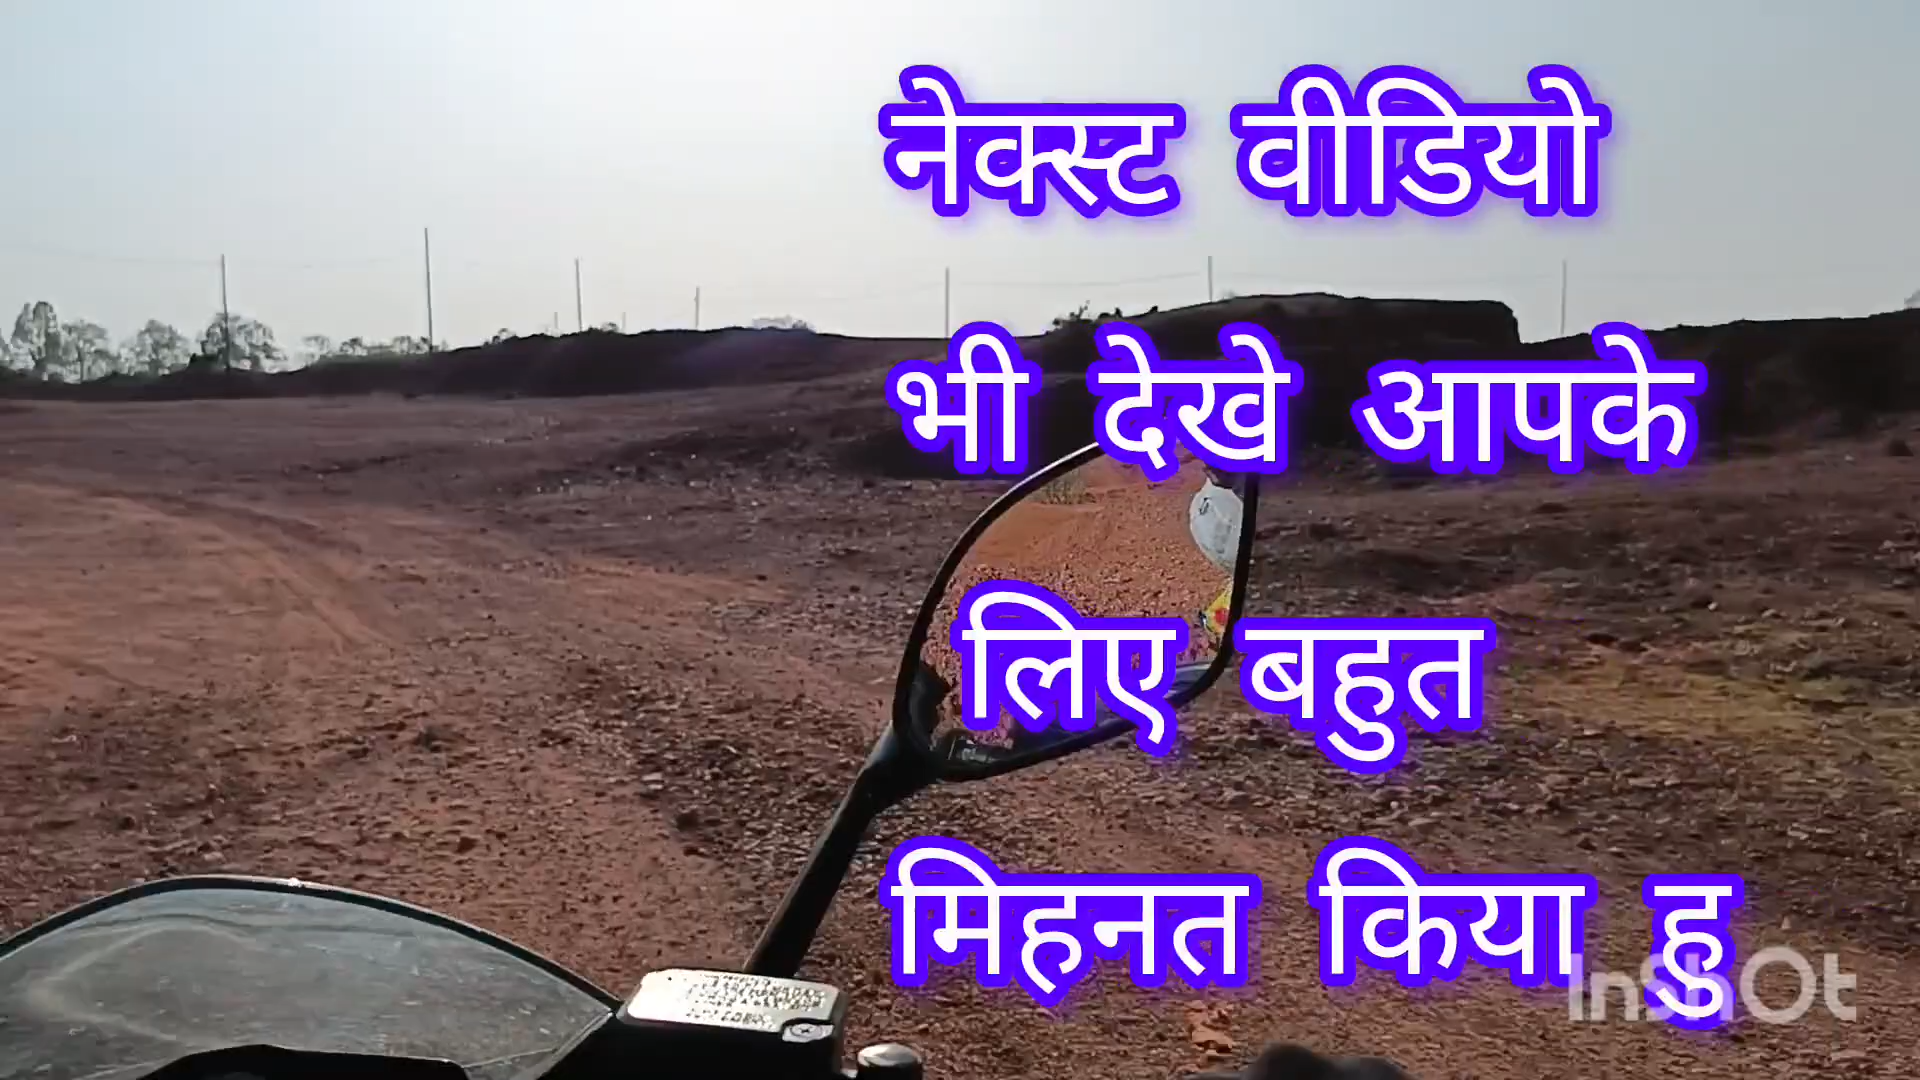 नेक्स्ट वीडियो
भी देखे आपके
लिए बहुत
मिहनत किया हु
InShOt